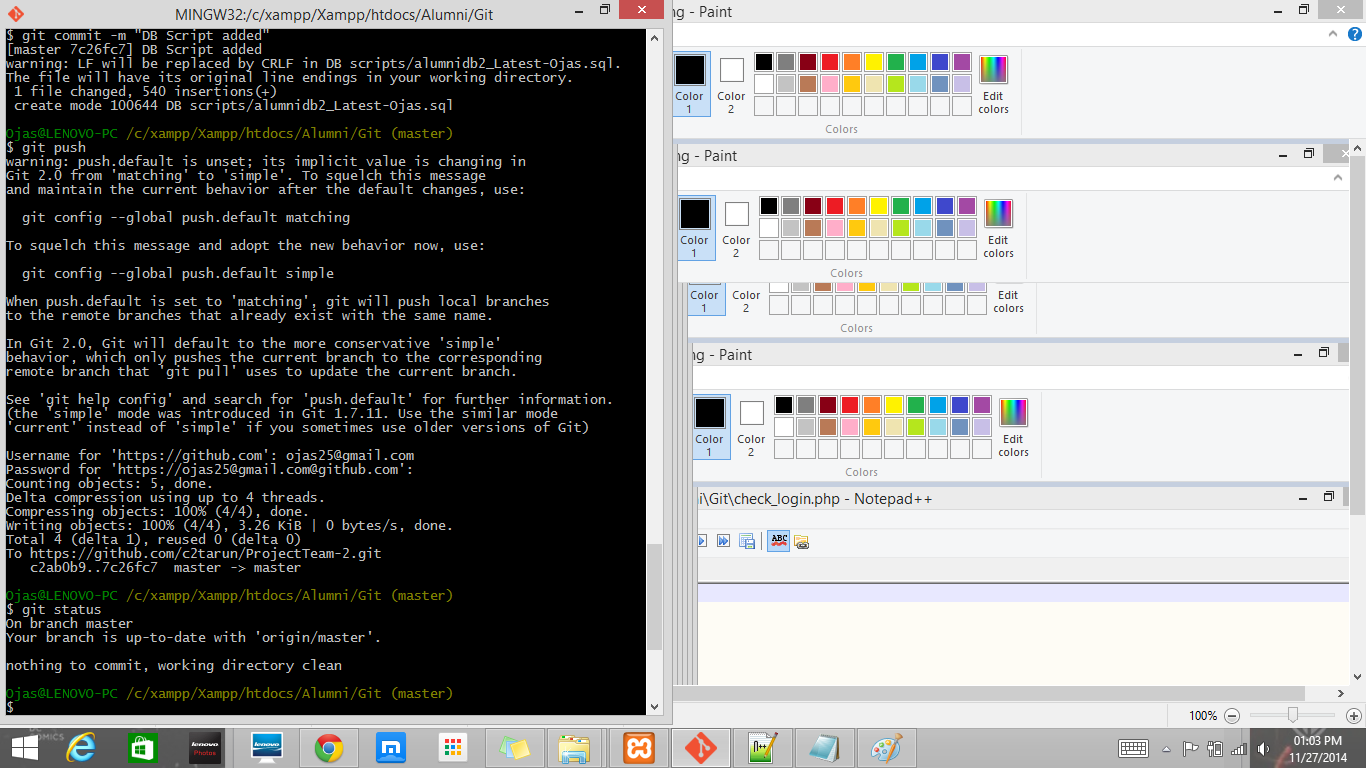 MINGW32:/c/xampp/Xampp/htdocs/Alumni/Git
$ git commit -m "DB Script added"
[master 7c26fc7] DB Script added
warning: LF will be replaced by CRLF in DB scripts/alumnidb2_Latest-Ojas.sql.
The file will have its original line endings in your working directory.
 1 file changed, 540 insertions(+)
 create mode 100644 DB scripts/alumnidb2_Latest-Ojas.sql
Ojas@LENOVO-PC /c/xampp/Xampp/htdocs/Alumni/Git (master)
$ git push
warning: push.default is unset; its implicit value is changing in
Git 2.0 from 'matching' to 'simple'. To squelch this message
and maintain the current behavior after the default changes, use:
  git config --global push.default matching
To squelch this message and adopt the new behavior now, use:
  git config --global push.default simple
When push.default is set to 'matching', git will push local branches
to the remote branches that already exist with the same name.
In Git 2.0, Git will default to the more conservative 'simple'
behavior, which only pushes the current branch to the corresponding
remote branch that 'git pull' uses to update the current branch.
See 'git help config' and search for 'push.default' for further information.
(the 'simple' mode was introduced in Git 1.7.11. Use the similar mode
'current' instead of 'simple' if you sometimes use older versions of Git)
Username for 'https://github.com': ojas25@gmail.com
Password for 'https://ojas25@gmail.com@github.com':
Counting objects: 5, done.
Delta compression using up to 4 threads.
Compressing objects: 100% (4/4), done.
Writing objects: 100% (4/4), 3.26 KiB | 0 bytes/s, done.
Total 4 (delta 1), reused 0 (delta 0)
To https://github.com/c2tarun/ProjectTeam-2.git
   c2ab0b9..7c26fc7  master -> master
Ojas@LENOVO-PC /c/xampp/Xampp/htdocs/Alumni/Git (master)
$ git status
On branch master
Your branch is up-to-date with 'origin/master'.
nothing to commit, working directory clean
Ojas@LENOVO-PC /c/xampp/Xampp/htdocs/Alumni/Git (master)
$
ng - Paint
Color 1
Color 2
Edit colors
Colors
ng - Paint
Color 1
Color 2
Edit colors
Colors
Color 1
Color 2
Edit colors
Colors
ng - Paint
Color 1
Color 2
Edit colors
Colors
ni\Git\check_login.php - Notepad++
ABC
100%
COMICS
lenovo
Photos
lenovo
01:03 PM
11/27/2014